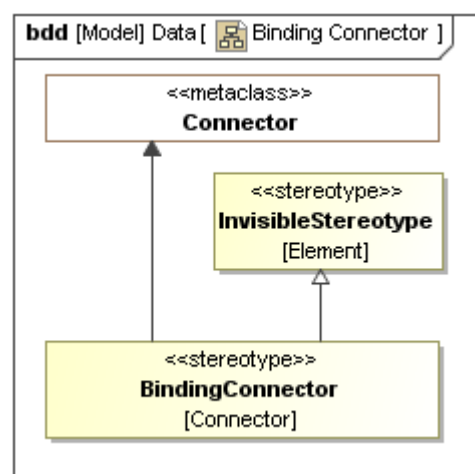 bdd [Model] Data [ Binding Connector ]
<<metaclass>>
Connector
<<stereotype>>
InvisibleStereotype
[Element]
<<stereotype>>
BindingConnector
[Connector]